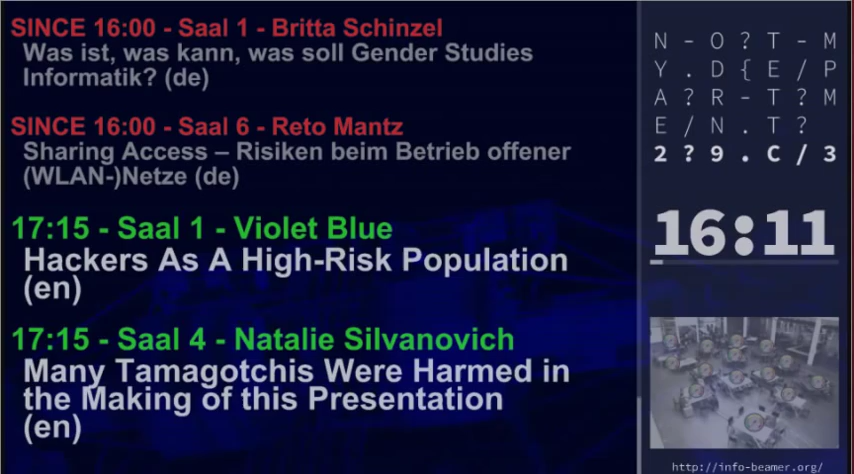 SINCE 16:00 - Saal 1 - Britta Schinzel
Was ist, was kann, was soll Gender Studies
Informatik? (de)
SINCE 16:00 - Saal 6 - Reto Mantz
Sharing Access – Risiken beim Betrieb offener
(WLAN-)Netze (de)
17:15 - Saal 1 - Violet Blue
Hackers As A High-Risk Population
(en)
17:15 - Saal 4 - Natalie Silvanovich
Many Tamagotchis Were Harmed in
the Making of this Presentation
(en)
N - O ? T - M
Y . D { E / P
A ? R - T ? M
E / N . T ?
2 ? 9 . C / 3
16:11
http://info-beamer.org/